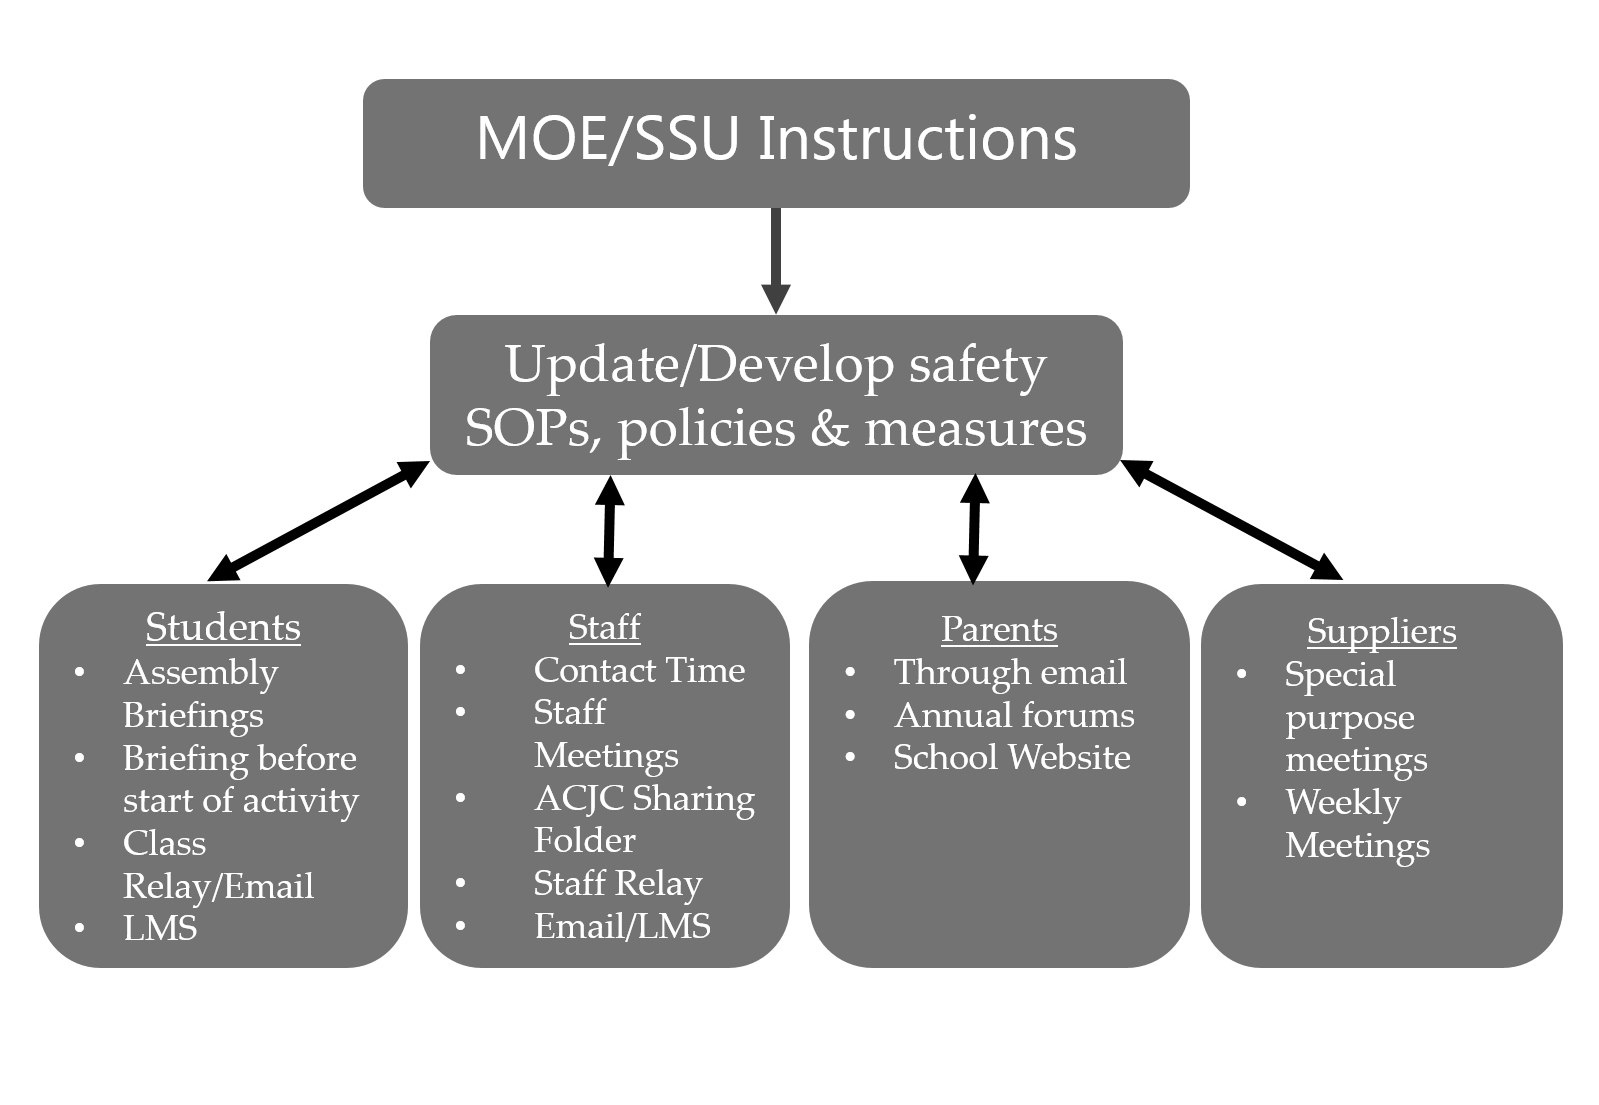 MOE/SSU Instructions
Update/Develop safety
SOPs, policies & measures
Students
• Assembly
Briefings
• Briefing before
start of activity
• Class
Relay/Email
• LMS
Staff
• Contact Time
• Staff
Meetings
• ACJC Sharing
Folder
• Staff Relay
• Email/LMS
Parents
• Through email
• Annual forums
• School Website
Suppliers
• Special
purpose
meetings
• Weekly
Meetings